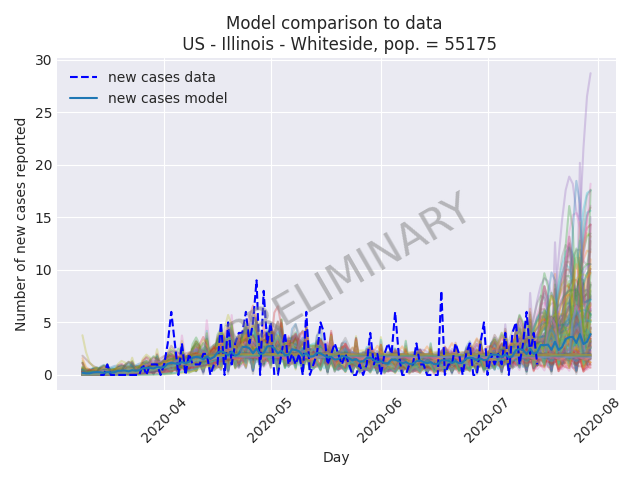 Model comparison to data
US - Illinois - Whiteside, pop. = 55175
new cases data
new cases model
PRELIMINARY
Number of new cases reported
30
25
20
15
10
5
0
2020-04
2020-05
2020-06
2020-07
2020-08
Day